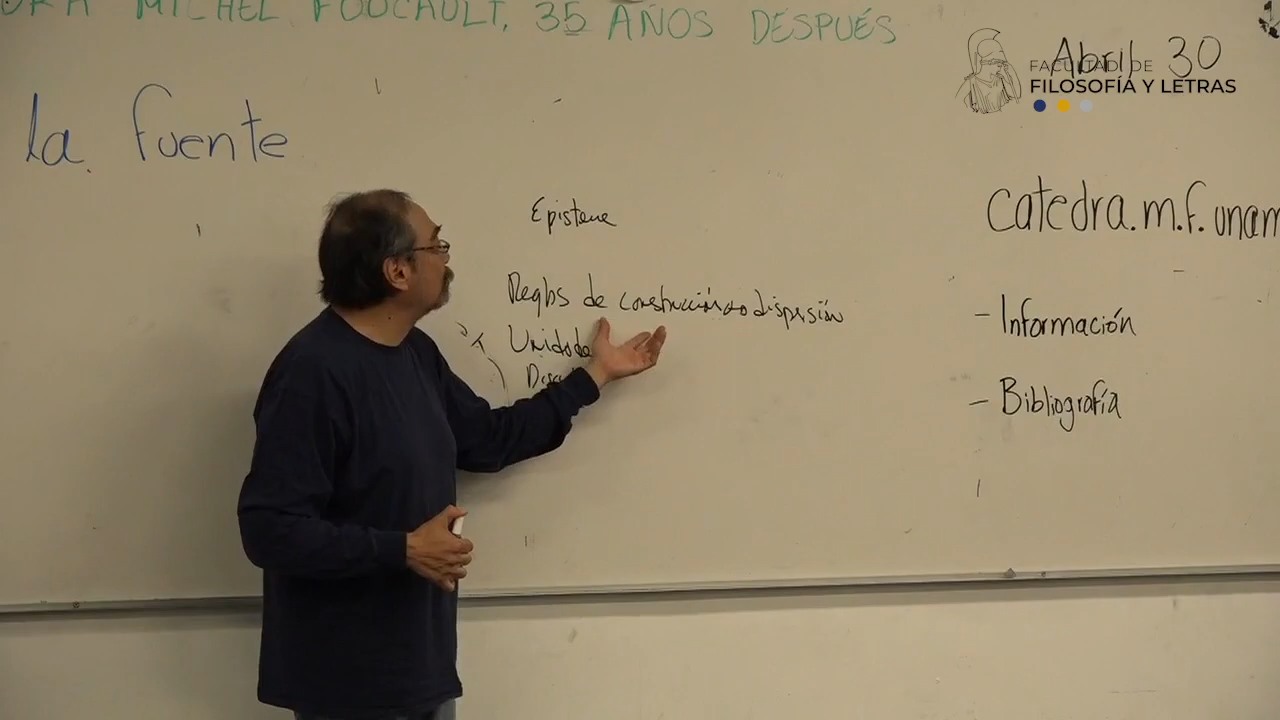 MICHEL FOUCAULT, 35 AÑOS DESPUÉS
Abril 30
FACULTAD DE
FILOSOFÍA Y LETRAS
la fuente
Episteme
catedra.m.f.unam
Reglas de construcción dispersión
- Información
- Bibliografía